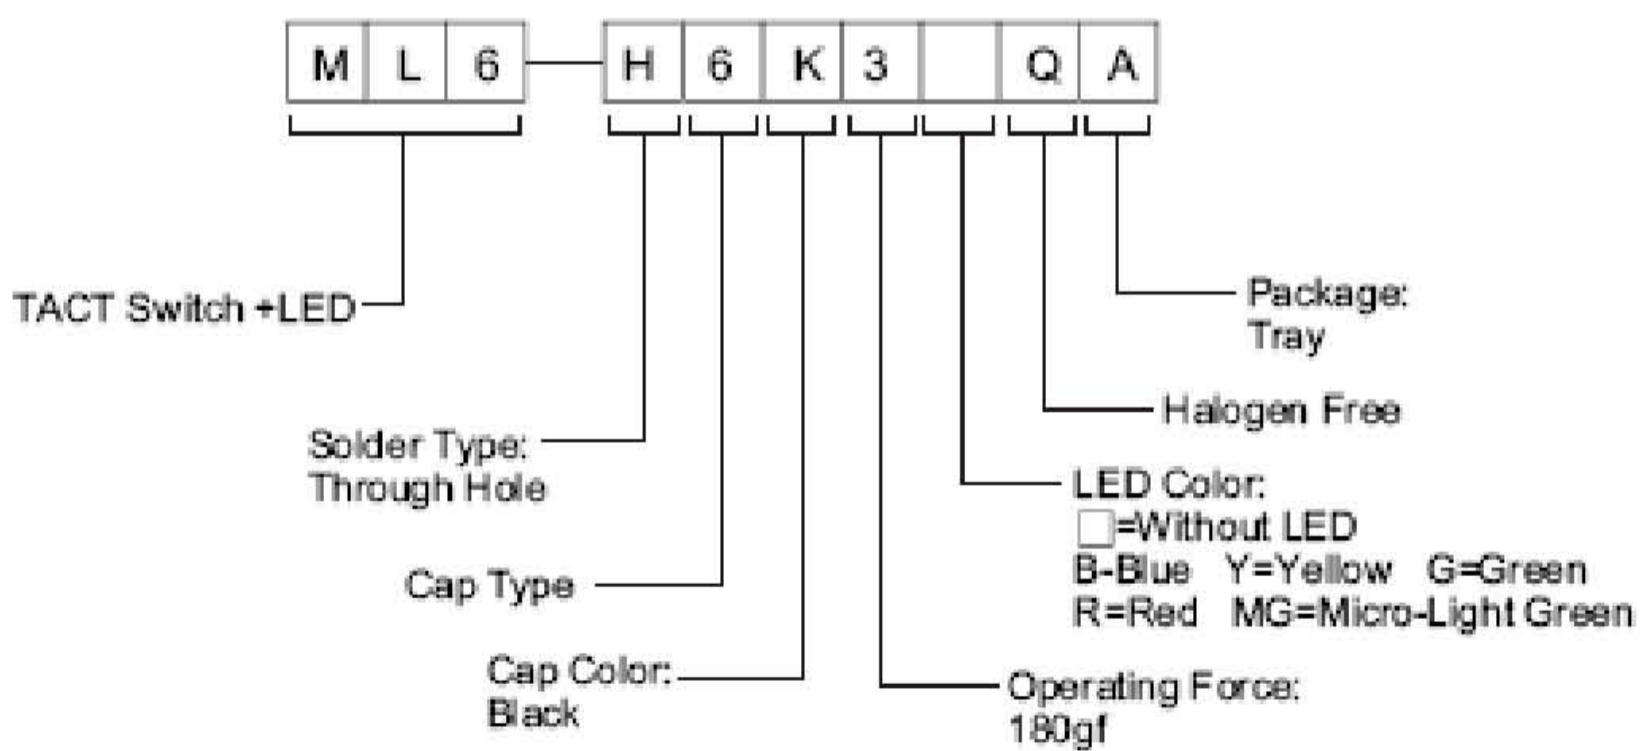 M L 6 H 6 K 3 Q A
TACT Switch +LED
Package:
Tray
Halogen Free
Solder Type:
Through Hole
LED Color:
□=Without LED
B-Blue Y=Yellow G=Green
R=Red MG=Micro-Light Green
Cap Type
Cap Color:
Black
Operating Force:
180gf